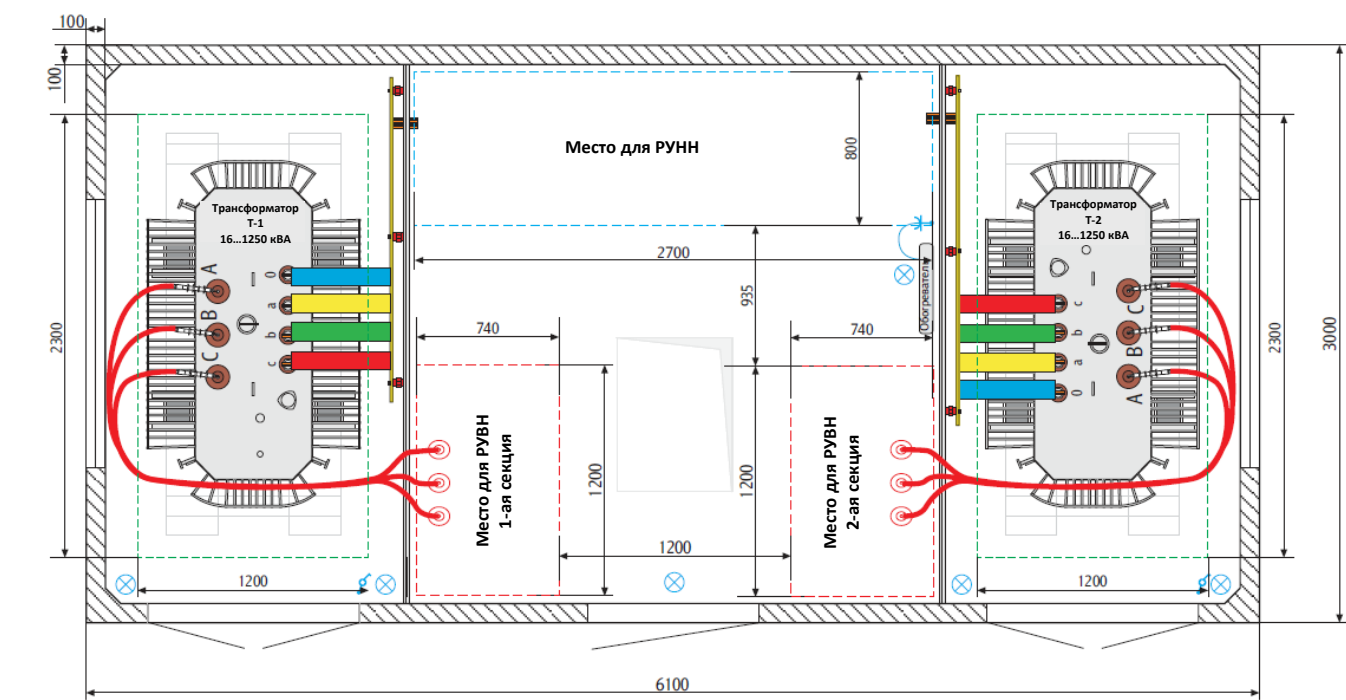 100
100
Место для РУНН
800
Трансформатор
Т-1
16...1250 кВА
Трансформатор
Т-2
16...1250 кВА
2700
Обогреватель
935
A
B
C
0
a
b
c
c
b
a
0
C
B
A
740
740
2300
2300
3000
Место для РУВН
1-ая секция
1200
1200
Место для РУВН
2-ая секция
1200
1200
1200
6100